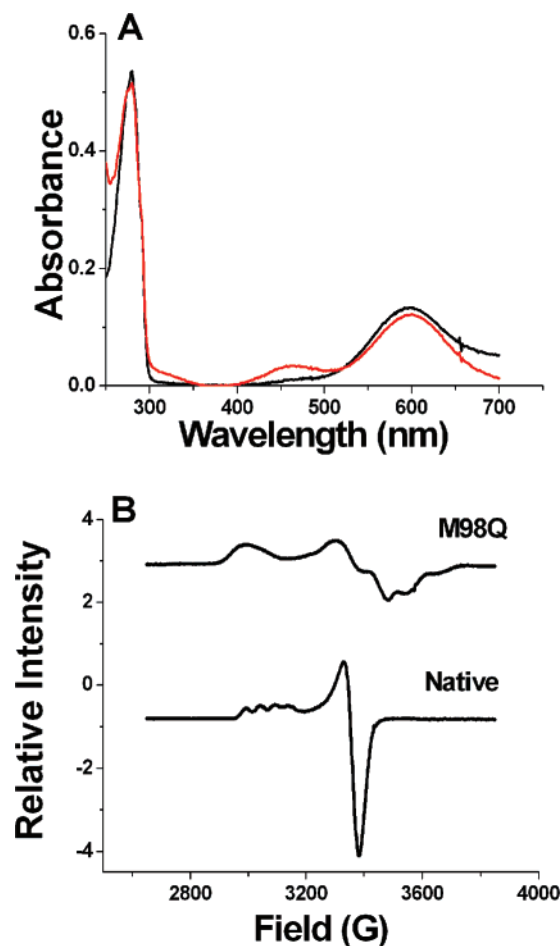 A
Absorbance
0.6
0.4
0.2
0.0
300 400 500 600 700
Wavelength (nm)
B
Relative Intensity
4
2
0
-2
-4
M98Q
Native
2800 3200 3600 4000
Field (G)